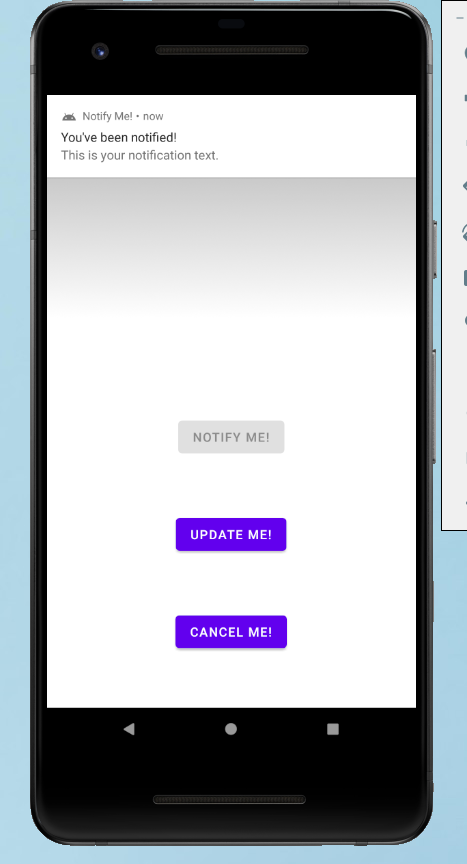 Notify Me! • now
You've been notified!
This is your notification text.
NOTIFY ME!
UPDATE ME!
CANCEL ME!